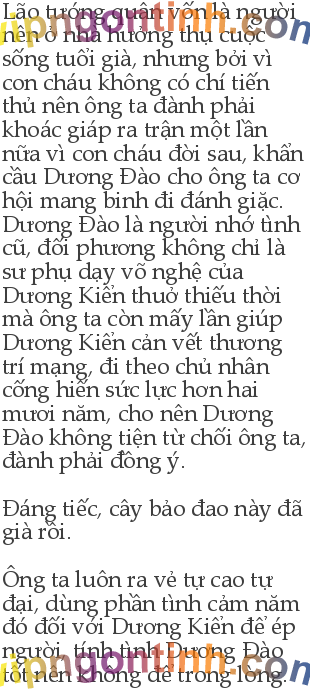 Lão tướng quân vốn là người
vipngontinh.com
nên ở nhà hưởng thụ cuộc
sống tuổi già, nhưng bởi vì
con cháu không có chí tiến
thủ nên ông ta đành phải
khoác giáp ra trận một lần
nữa vì con cháu đời sau, khẩn
cầu Dương Đào cho ông ta cơ
hội mang binh đi đánh giặc.
Dương Đào là người nhớ tình
cũ, đối phương không chỉ là
sư phụ dạy võ nghệ của
Dương Kiển thuở thiếu thời
mà ông ta còn mấy lần giúp
Dương Kiển cản vết thương
trí mạng, đi theo chủ nhân
cống hiến sức lực hơn hai
mươi năm, cho nên Dương
Đào không tiện từ chối ông ta,
đành phải đồng ý.
Đáng tiếc, cây bảo đao này đã
già rồi.
Ông ta luôn ra vẻ tự cao tự
đại, dùng phần tình cảm năm
đó đối với Dương Kiển để ép
người, tính tình Dương Đào
vipngontinh.com
tốt nên không để trong lòng.